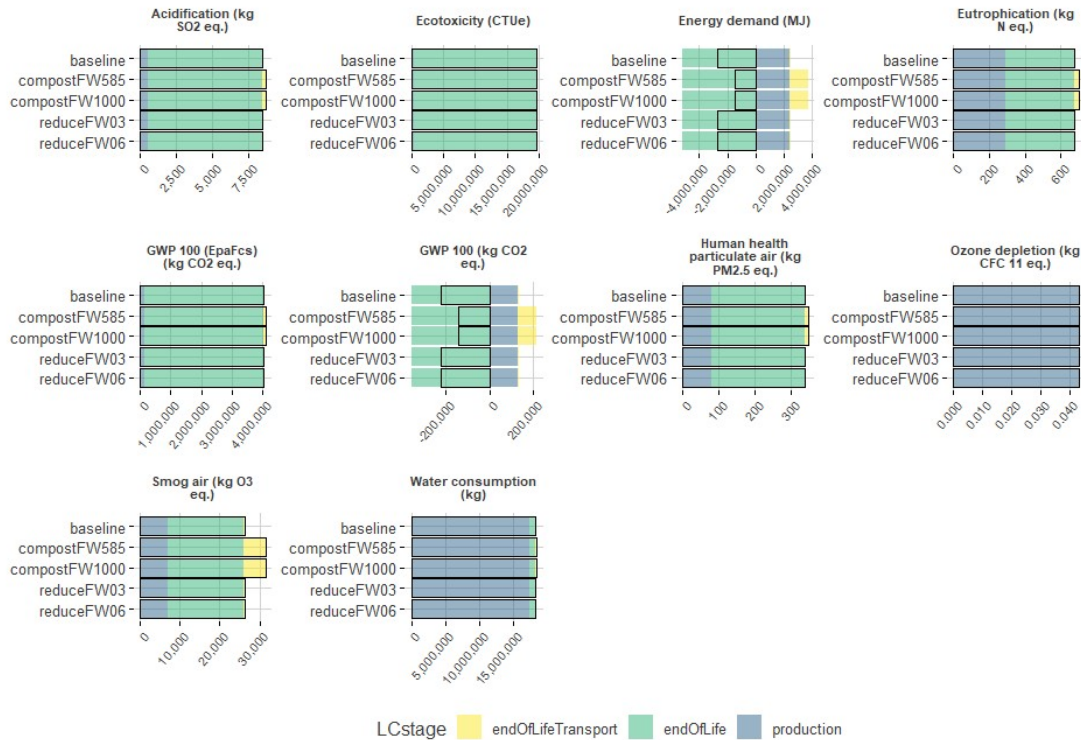 Acidification (kg
SO2 eq.)
baseline
compostFW585
compostFW1000
reduceFW03
reduceFW06
0
2,500
5,000
7,500
Ecotoxicity (CTUe)
baseline
compostFW585
compostFW1000
reduceFW03
reduceFW06
0
5,000,000
10,000,000
15,000,000
20,000,000
Energy demand (MJ)
baseline
compostFW585
compostFW1000
reduceFW03
reduceFW06
-4,000,000
-2,000,000
0
2,000,000
4,000,000
Eutrophication (kg
N eq.)
baseline
compostFW585
compostFW1000
reduceFW03
reduceFW06
0
200
400
600
GWP 100 (EpaFcs)
(kg CO2 eq.)
baseline
compostFW585
compostFW1000
reduceFW03
reduceFW06
0
1,000,000
2,000,000
3,000,000
4,000,000
GWP 100 (kg CO2
eq.)
baseline
compostFW585
compostFW1000
reduceFW03
reduceFW06
-200,000
0
200,000
Human health
particulate air (kg
PM2.5 eq.)
baseline
compostFW585
compostFW1000
reduceFW03
reduceFW06
0
100
200
300
Ozone depletion (kg
CFC 11 eq.)
baseline
compostFW585
compostFW1000
reduceFW03
reduceFW06
0.000
0.010
0.020
0.030
0.040
Smog air (kg O3
eq.)
baseline
compostFW585
compostFW1000
reduceFW03
reduceFW06
0
10,000
20,000
30,000
Water consumption
(kg)
baseline
compostFW585
compostFW1000
reduceFW03
reduceFW06
0
5,000,000
10,000,000
15,000,000
LCstage endOfLifeTransport endOfLife production